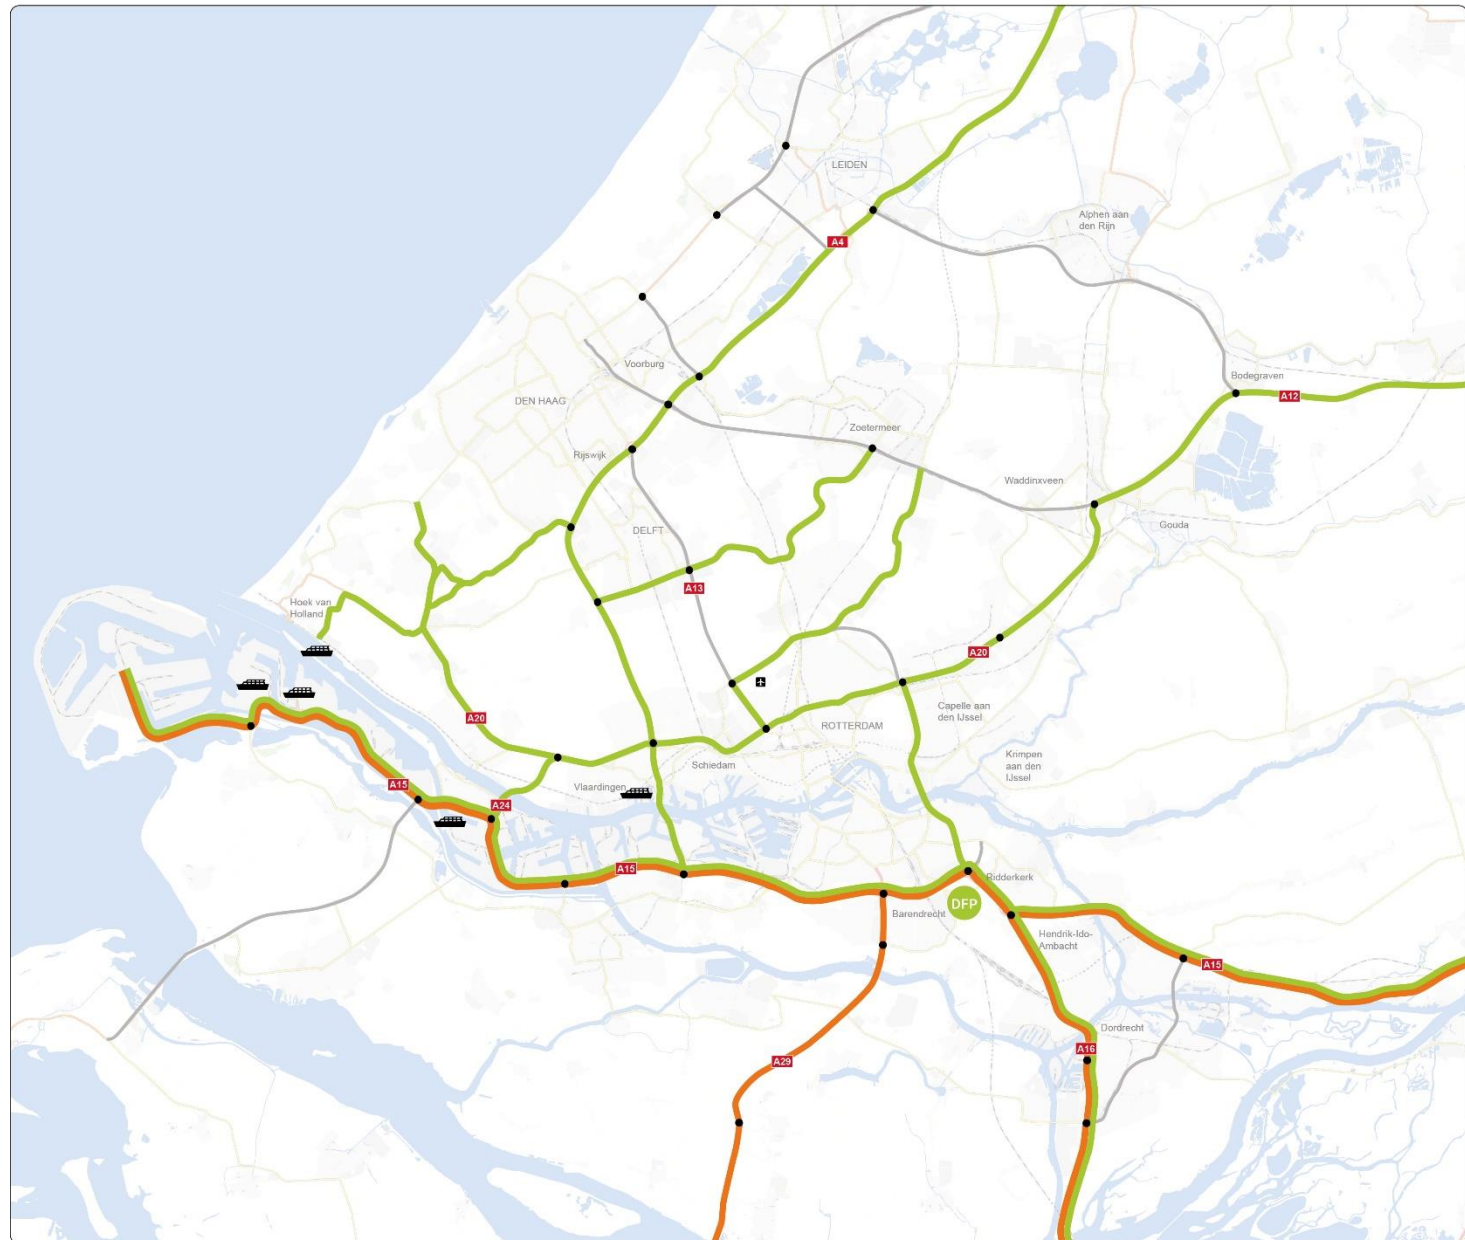 LEIDEN
Alphen aan
den Rijn
A4
Voorburg
Bodegraven
A12
DEN HAAG
Zoetermeer
Rijswijk
Waddinxveen
Gouda
DELFT
A13
Hoek van
Holland
A20
A20
Capelle aan
den IJssel
ROTTERDAM
Krimpen
aan den
IJssel
Schiedam
A15
Vlaardingen
A24
A15
Ridderkerk
DFP
Barendrecht
Hendrik-Ido-
Ambacht
A15
Dordrecht
A16
A29